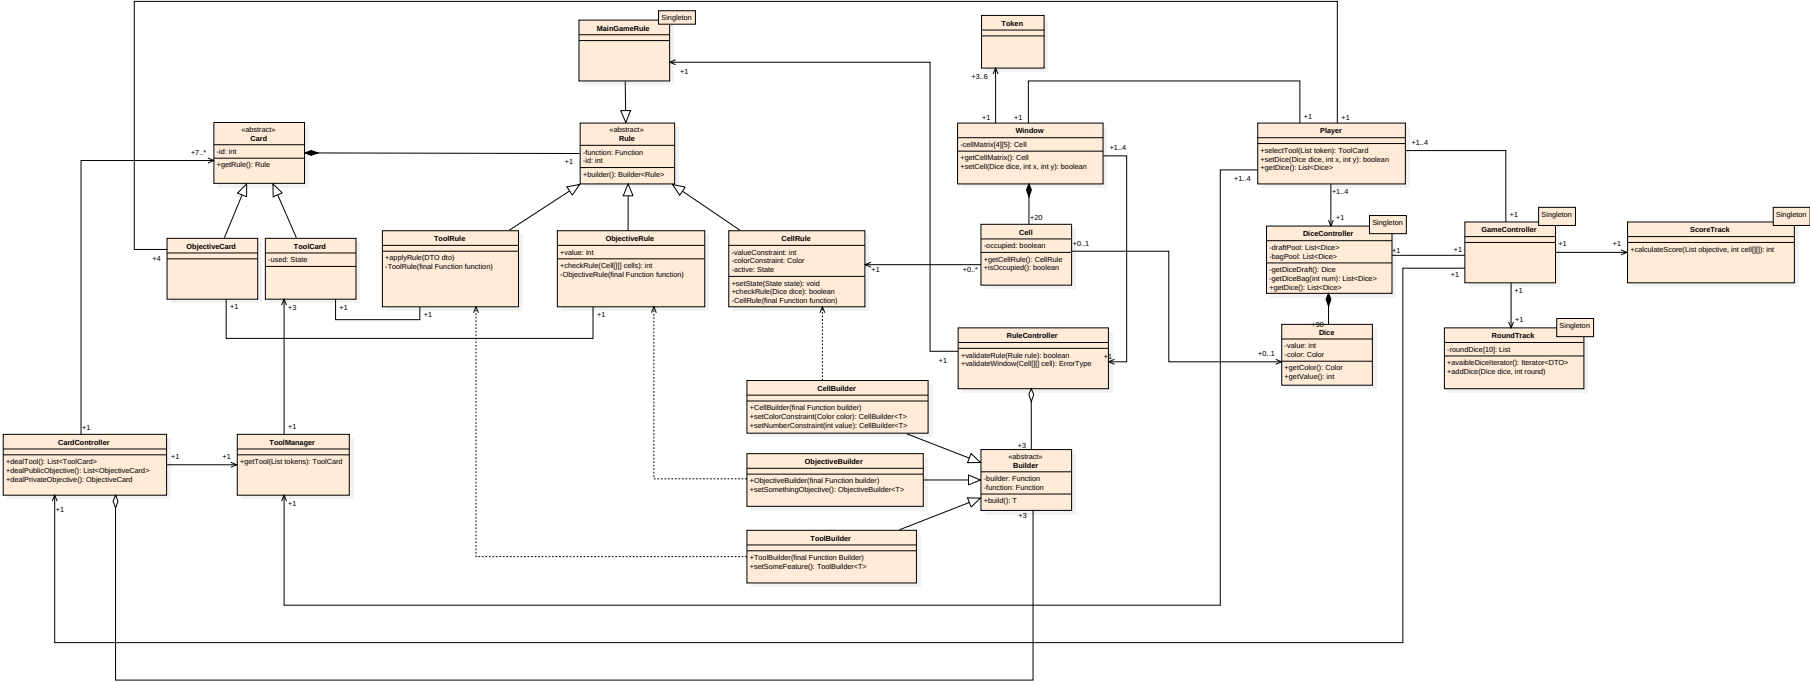 Singleton
MainGameRule
+1
Token
+3..6
+1
+1
+1
+1
«abstract»
Card
-id: int
+getRule(): Rule
+7..*
«abstract»
Rule
-function: Function
-id: int
+builder(): Builder<Rule>
+1
Window
-cellMatrix[4][5]: Cell
+getCellMatrix(): Cell
+setCell(Dice dice, int x, int y): boolean
+1..4
Player
+selectTool(List token): ToolCard
+setDice(Dice dice, int x, int y): boolean
+getDice(): List<Dice>
+1..4
+1..4
+1..4
+1
+20
+1
ObjectiveCard
+4
+1
ToolCard
-used: State
+3
+1
ToolRule
+applyRule(DTO dto)
-ToolRule(final Function function)
+1
ObjectiveRule
+value: int
+checkRule(Cell[][] cells): int
-ObjectiveRule(final Function function)
+1
CellRule
-valueConstraint: int
-colorConstraint: Color
-active: State
+setState(State state): void
+checkRule(Dice dice): boolean
-CellRule(final Function function)
+1
Cell
-occupied: boolean
+getCellRule(): CellRule
+isOccupied(): boolean
+0..1
+0..*
Singleton
DiceController
-draftPool: List<Dice>
-bagPool: List<Dice>
-getDiceDraft(): Dice
-getDiceBag(int num): List<Dice>
+getDice(): List<Dice>
+1
Singleton
GameController
+1
+1
+1
+1
Singleton
ScoreTrack
+calculateScore(List objective, int cell[][]): int
+1
+90
Dice
-value: int
-color: Color
+getColor(): Color
+getValue(): int
+0..1
+1
Singleton
RoundTrack
-roundDice[10]: List
+avaibleDiceIterator(): Iterator<DTO>
+addDice(Dice dice, int round)
RuleController
+validateRule(Rule rule): boolean
+validateWindow(Cell[][] cell): ErrorType
+1
+1
CellBuilder
+CellBuilder(final Function builder)
+setColorConstraint(Color color): CellBuilder<T>
+setNumberConstraint(int value): CellBuilder<T>
+1
CardController
+dealTool(): List<ToolCard>
+dealPublicObjective(): List<ObjectiveCard>
+dealPrivateObjective(): ObjectiveCard
+1
+1
+1
+1
ToolManager
+getTool(List tokens): ToolCard
+1
ObjectiveBuilder
+ObjectiveBuilder(final Function builder)
+setSomethingObjective(): ObjectiveBuilder<T>
+3
«abstract»
Builder
-builder: Function
-function: Function
+build(): T
+3
ToolBuilder
+ToolBuilder(final Function Builder)
+setSomeFeature(): ToolBuilder<T>